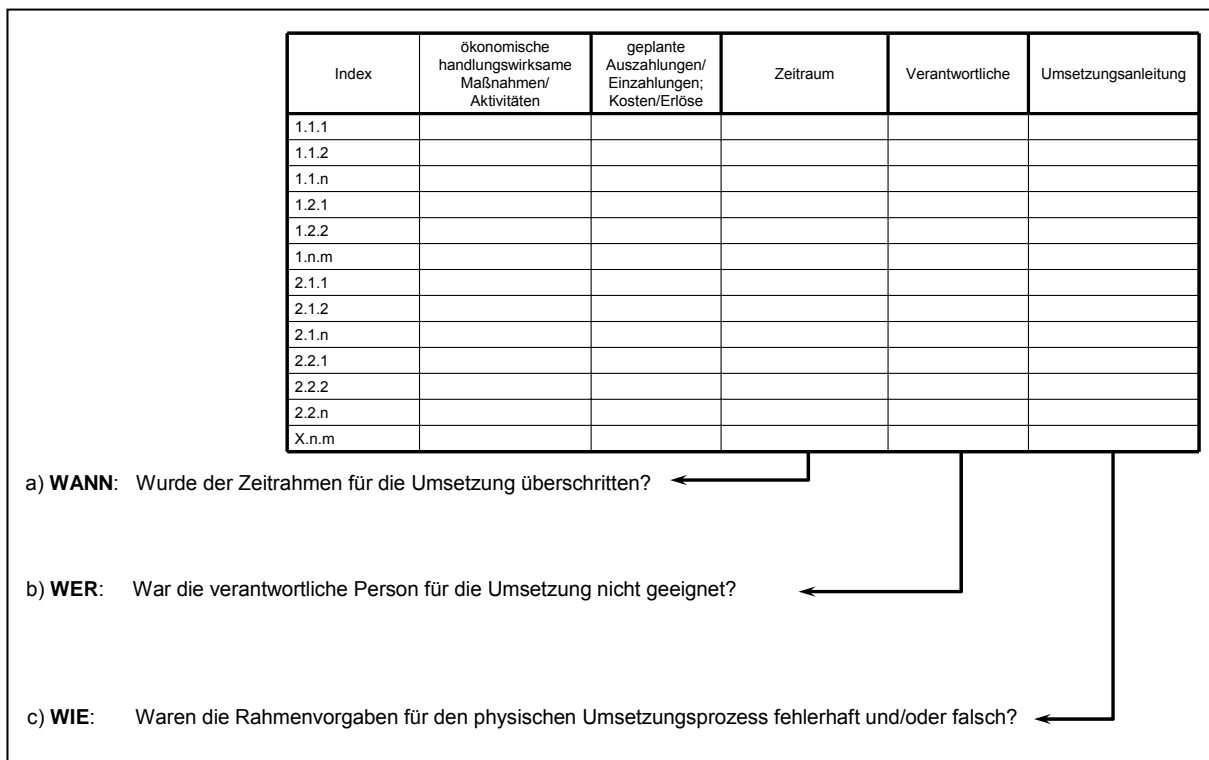 Index
ökonomische
handlungswirksame
Maßnahmen/
Aktivitäten
geplante
Auszahlungen/
Einzahlungen;
Kosten/Erlöse
Zeitraum
Verantwortliche
Umsetzungsanleitung
1.1.1
1.1.2
1.1.n
1.2.1
1.2.2
1.n.m
2.1.1
2.1.2
2.1.n
2.2.1
2.2.2
2.2.n
X.n.m
a) WANN: Wurde der Zeitrahmen für die Umsetzung überschritten?
b) WER: War die verantwortliche Person für die Umsetzung nicht geeignet?
c) WIE: Waren die Rahmenvorgaben für den physischen Umsetzungsprozess fehlerhaft und/oder falsch?